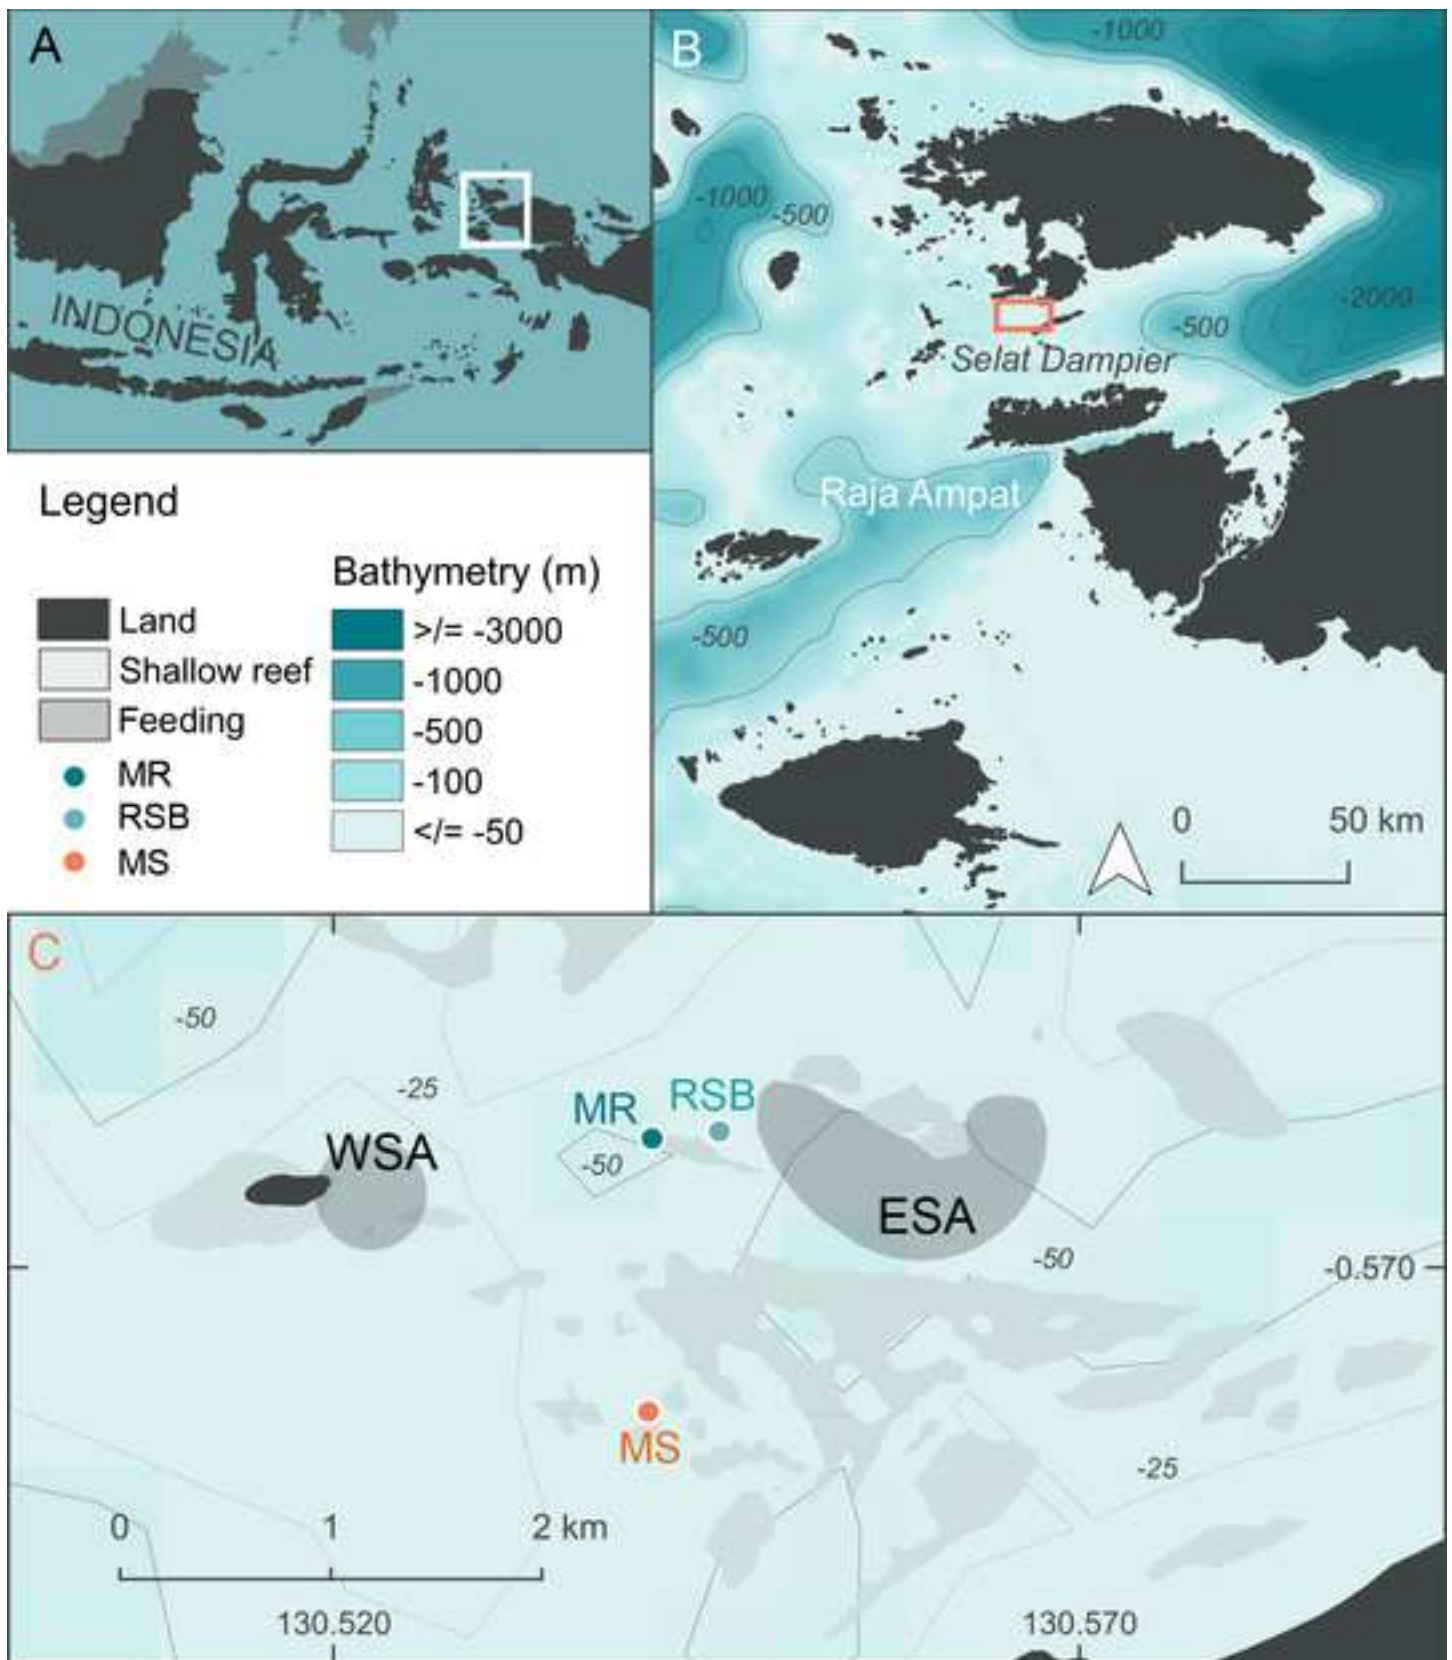 A
INDONESIA
Legend
Land
Shallow reef
Feeding
MR
RSB
MS
Bathymetry (m)
>/= -3000
-1000
-500
-100
</= -50
B
-1000
-1000
-500
-2000
-500
Selat Dampier
Raja Ampat
-500
0 50 km
C
-50
-25
MR RSB
WSA
-50
ESA
-50
-0.570
MS
-25
0 1 2 km
130.520 130.570